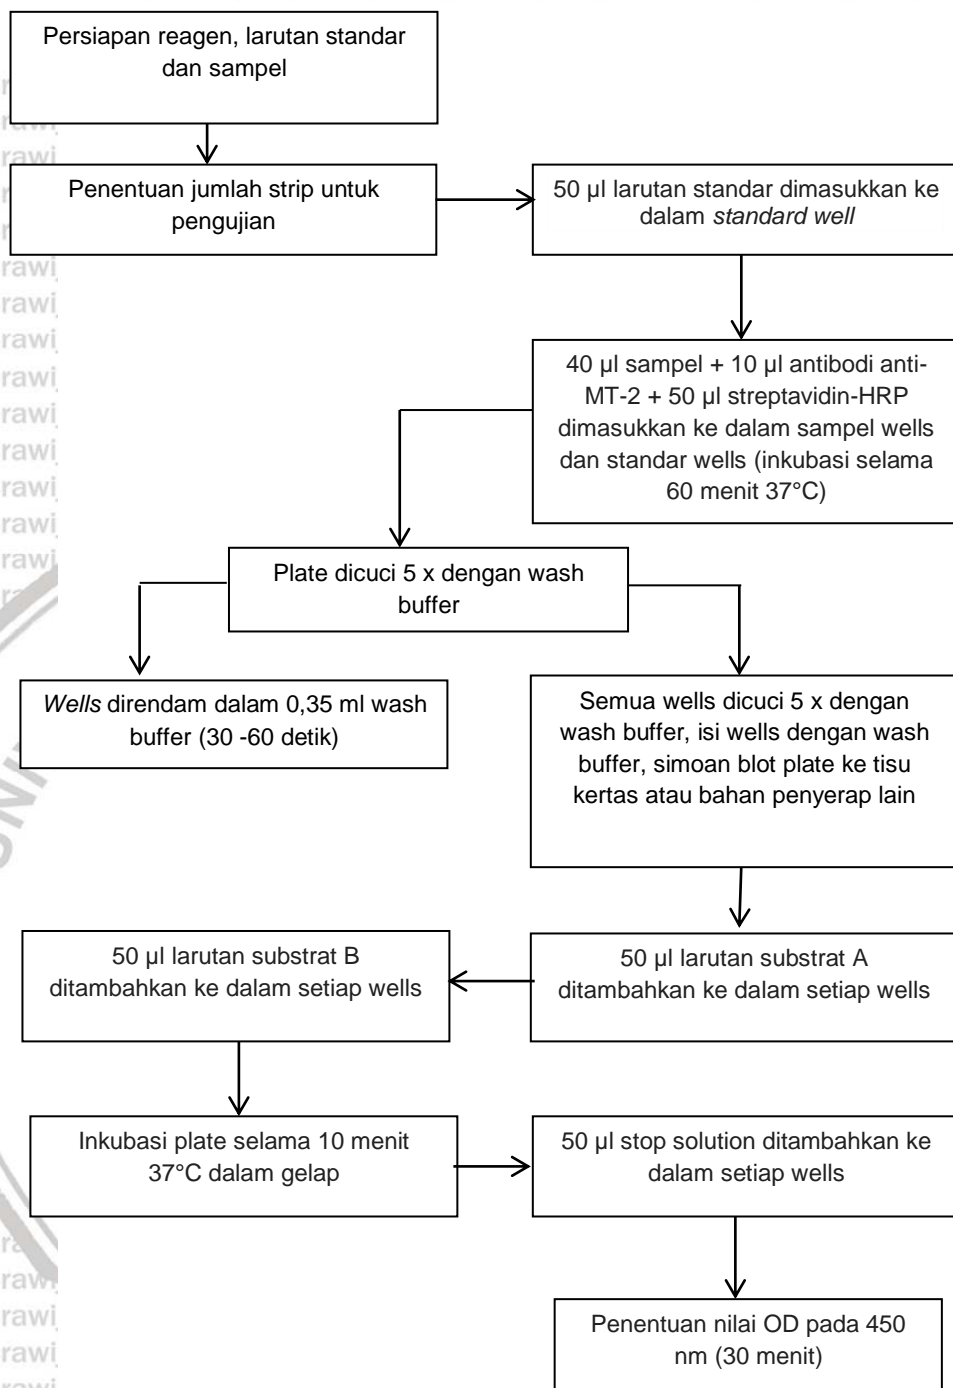 Persiapan reagen, larutan standar
dan sampel
Penentuan jumlah strip untuk
pengujian
50 µl larutan standar dimasukkan ke
dalam standard well
40 µl sampel + 10 µl antibodi anti-
MT-2 + 50 µl streptavidin-HRP
dimasukkan ke dalam sampel wells
dan standar wells (inkubasi selama
60 menit 37°C)
Plate dicuci 5 x dengan wash
buffer
Wells direndam dalam 0,35 ml wash
buffer (30 -60 detik)
Semua wells dicuci 5 x dengan
wash buffer, isi wells dengan wash
buffer, simoan blot plate ke tisu
kertas atau bahan penyerap lain
50 µl larutan substrat B
ditambahkan ke dalam setiap wells
50 µl larutan substrat A
ditambahkan ke dalam setiap wells
Inkubasi plate selama 10 menit
37°C dalam gelap
50 µl stop solution ditambahkan ke
dalam setiap wells
Penentuan nilai OD pada 450
nm (30 menit)